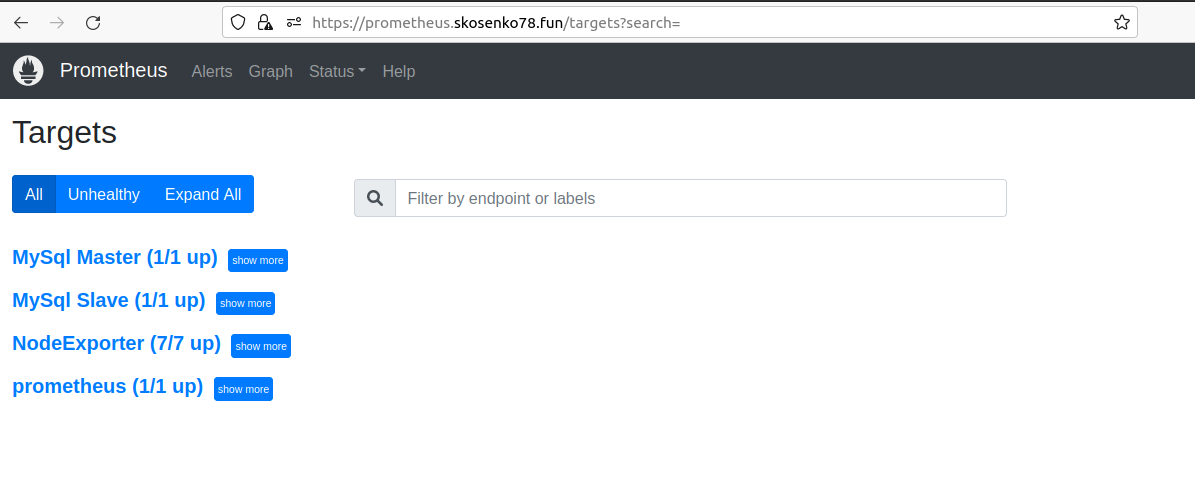 https://prometheus.skosenko78.fun/targets?search=
Prometheus Alerts Graph Status Help
Targets
All Unhealthy Expand All
Filter by endpoint or labels
MySql Master (1/1 up) show more
MySql Slave (1/1 up) show more
NodeExporter (7/7 up) show more
prometheus (1/1 up) show more